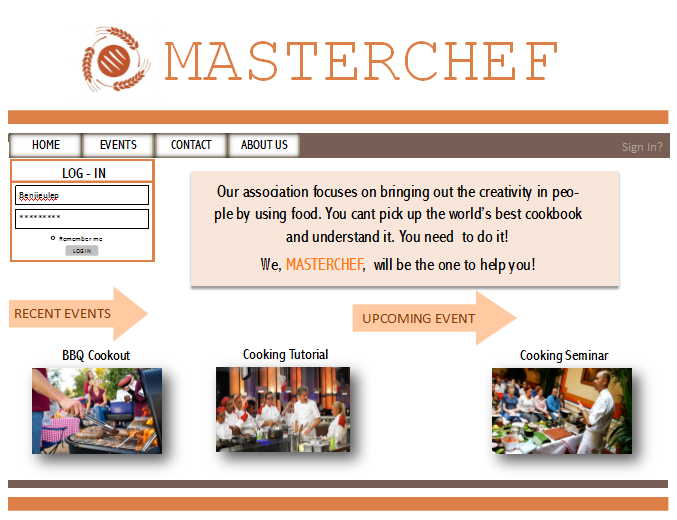 MASTERCHEF
HOME EVENTS CONTACT ABOUT US Sign In?
LOG - IN
Benjieulep
*********
Remember me
LOG IN
Our association focuses on bringing out the creativity in peo-
ple by using food. You cant pick up the world's best cookbook
and understand it. You need to do it!
We, MASTERCHEF, will be the one to help you!
RECENT EVENTS
UPCOMING EVENT
BBQ Cookout
Cooking Tutorial
Cooking Seminar